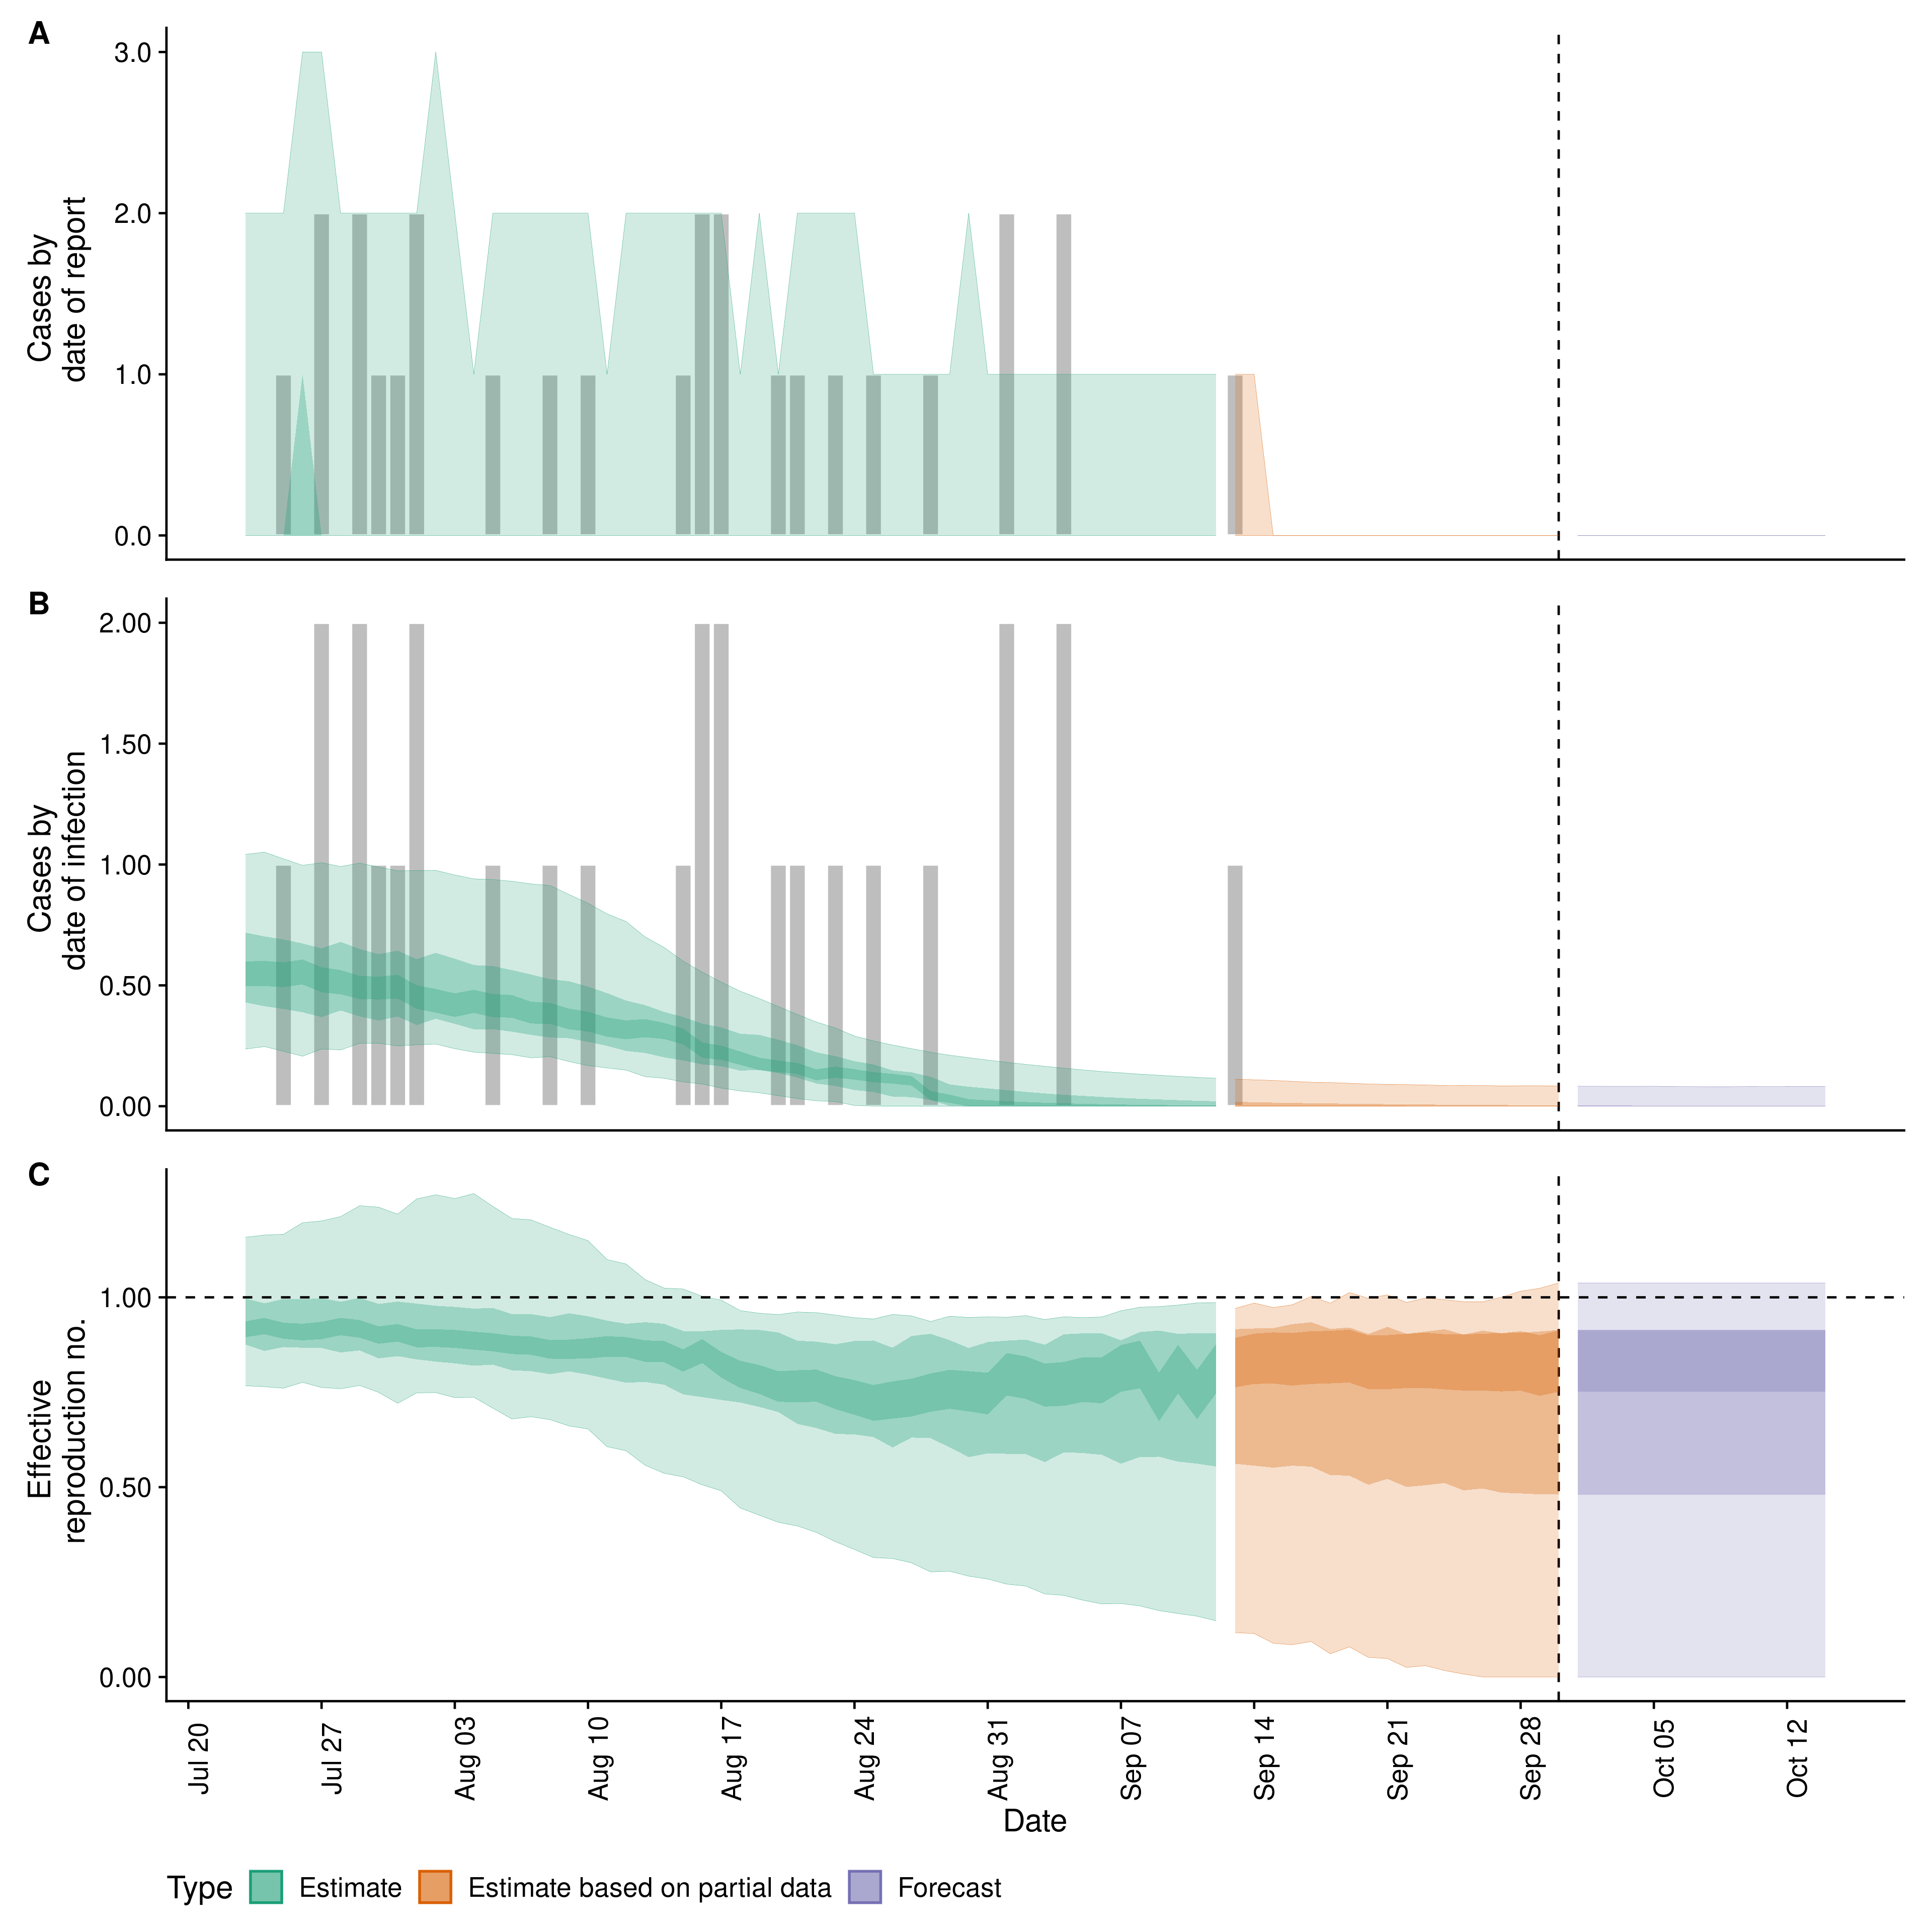 A
Cases by
date of report
3.0
2.0
1.0
0.0
B
Cases by
date of infection
2.00
1.50
1.00
0.50
0.00
C
Effective
reproduction no.
1.00
0.50
0.00
Jul 20
Jul 27
Aug 03
Aug 10
Aug 17
Aug 24
Aug 31
Sep 07
Sep 14
Sep 21
Sep 28
Oct 05
Oct 12
Date
Type Estimate Estimate based on partial data Forecast